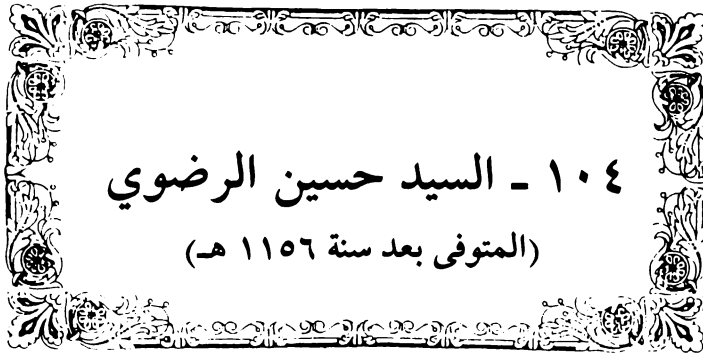 ١٠٤ ـ السيد حسين الرضوي
(المتوفى بعد سنة ١١٥٦ هـ)